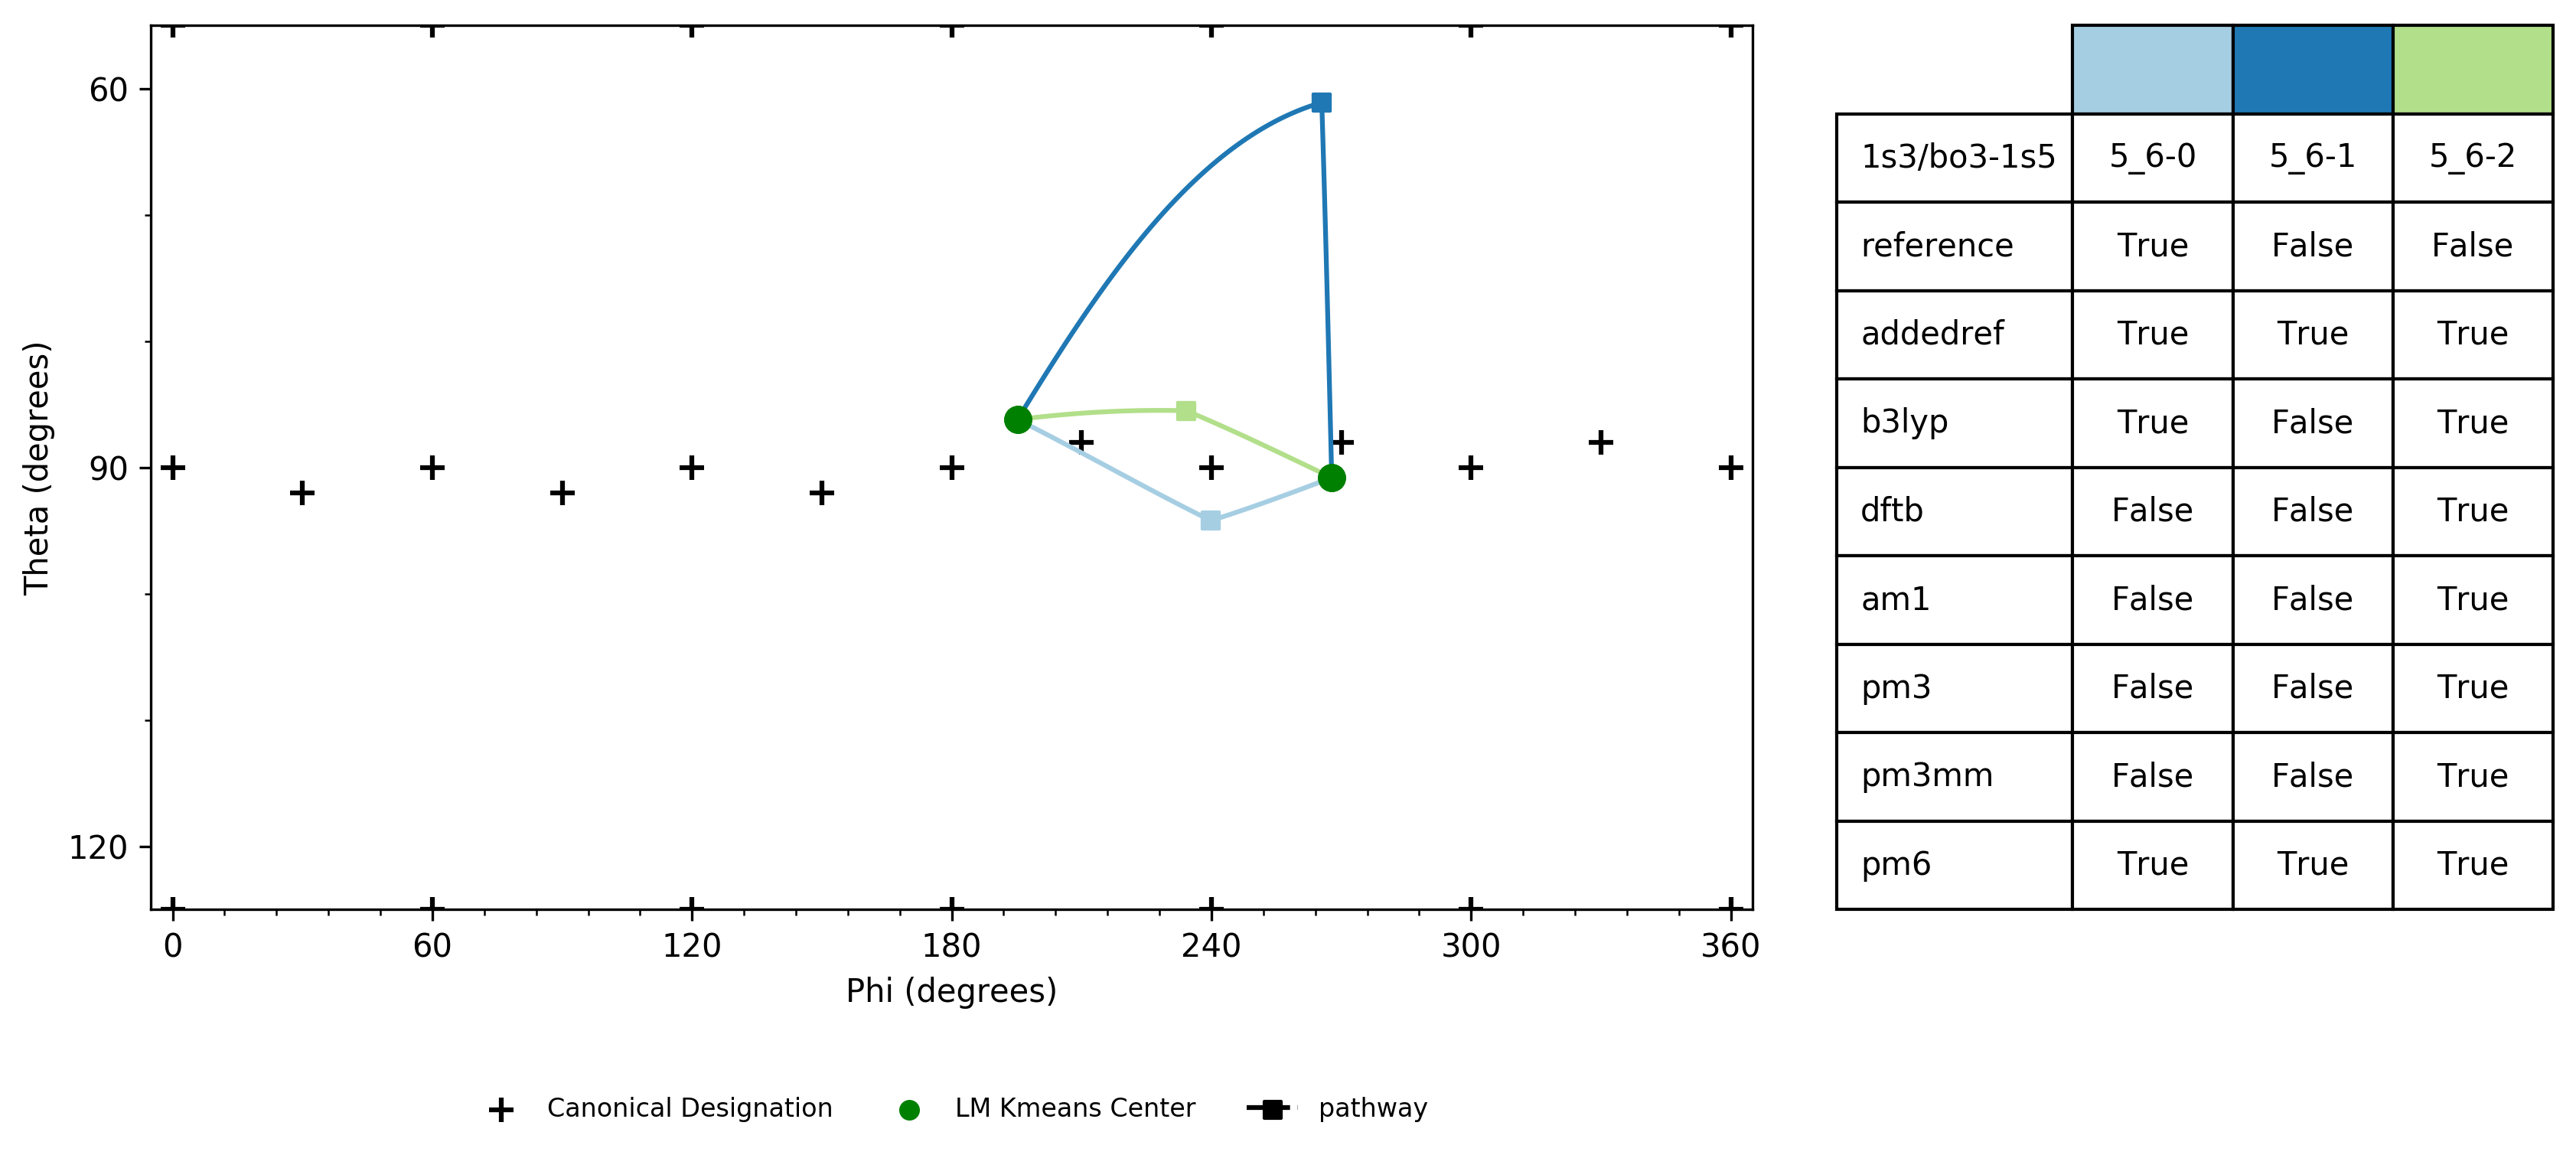 60
90
120
Theta (degrees)
0 60 120 180 240 300 360
Phi (degrees)
Canonical Designation LM Kmeans Center pathway
1s3/bo3-1s5 5_6-0 5_6-1 5_6-2
reference True False False
addedref True True True
b3lyp True False True
dftb False False True
am1 False False True
pm3 False False True
pm3mm False False True
pm6 True True True